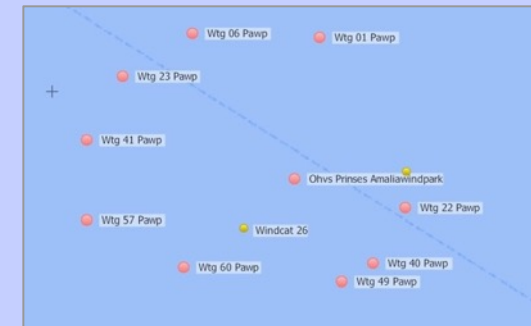 Wtg 06 Pawp
Wtg 01 Pawp
Wtg 23 Pawp
Wtg 41 Pawp
Ohvs Prinses Amaliawindpark
Wtg 22 Pawp
Wtg 57 Pawp
Windcat 26
Wtg 60 Pawp
Wtg 40 Pawp
Wtg 49 Pawp